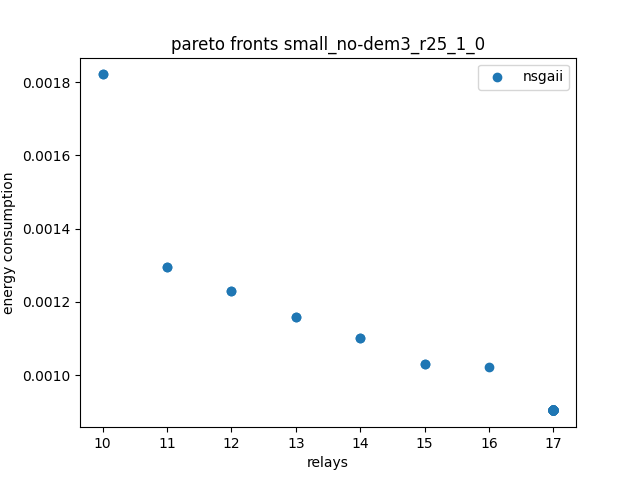 pareto fronts small_no-dem3_r25_1_0
nsgaii
0.0018
0.0016
0.0014
0.0012
0.0010
energy consumption
10 11 12 13 14 15 16 17
relays